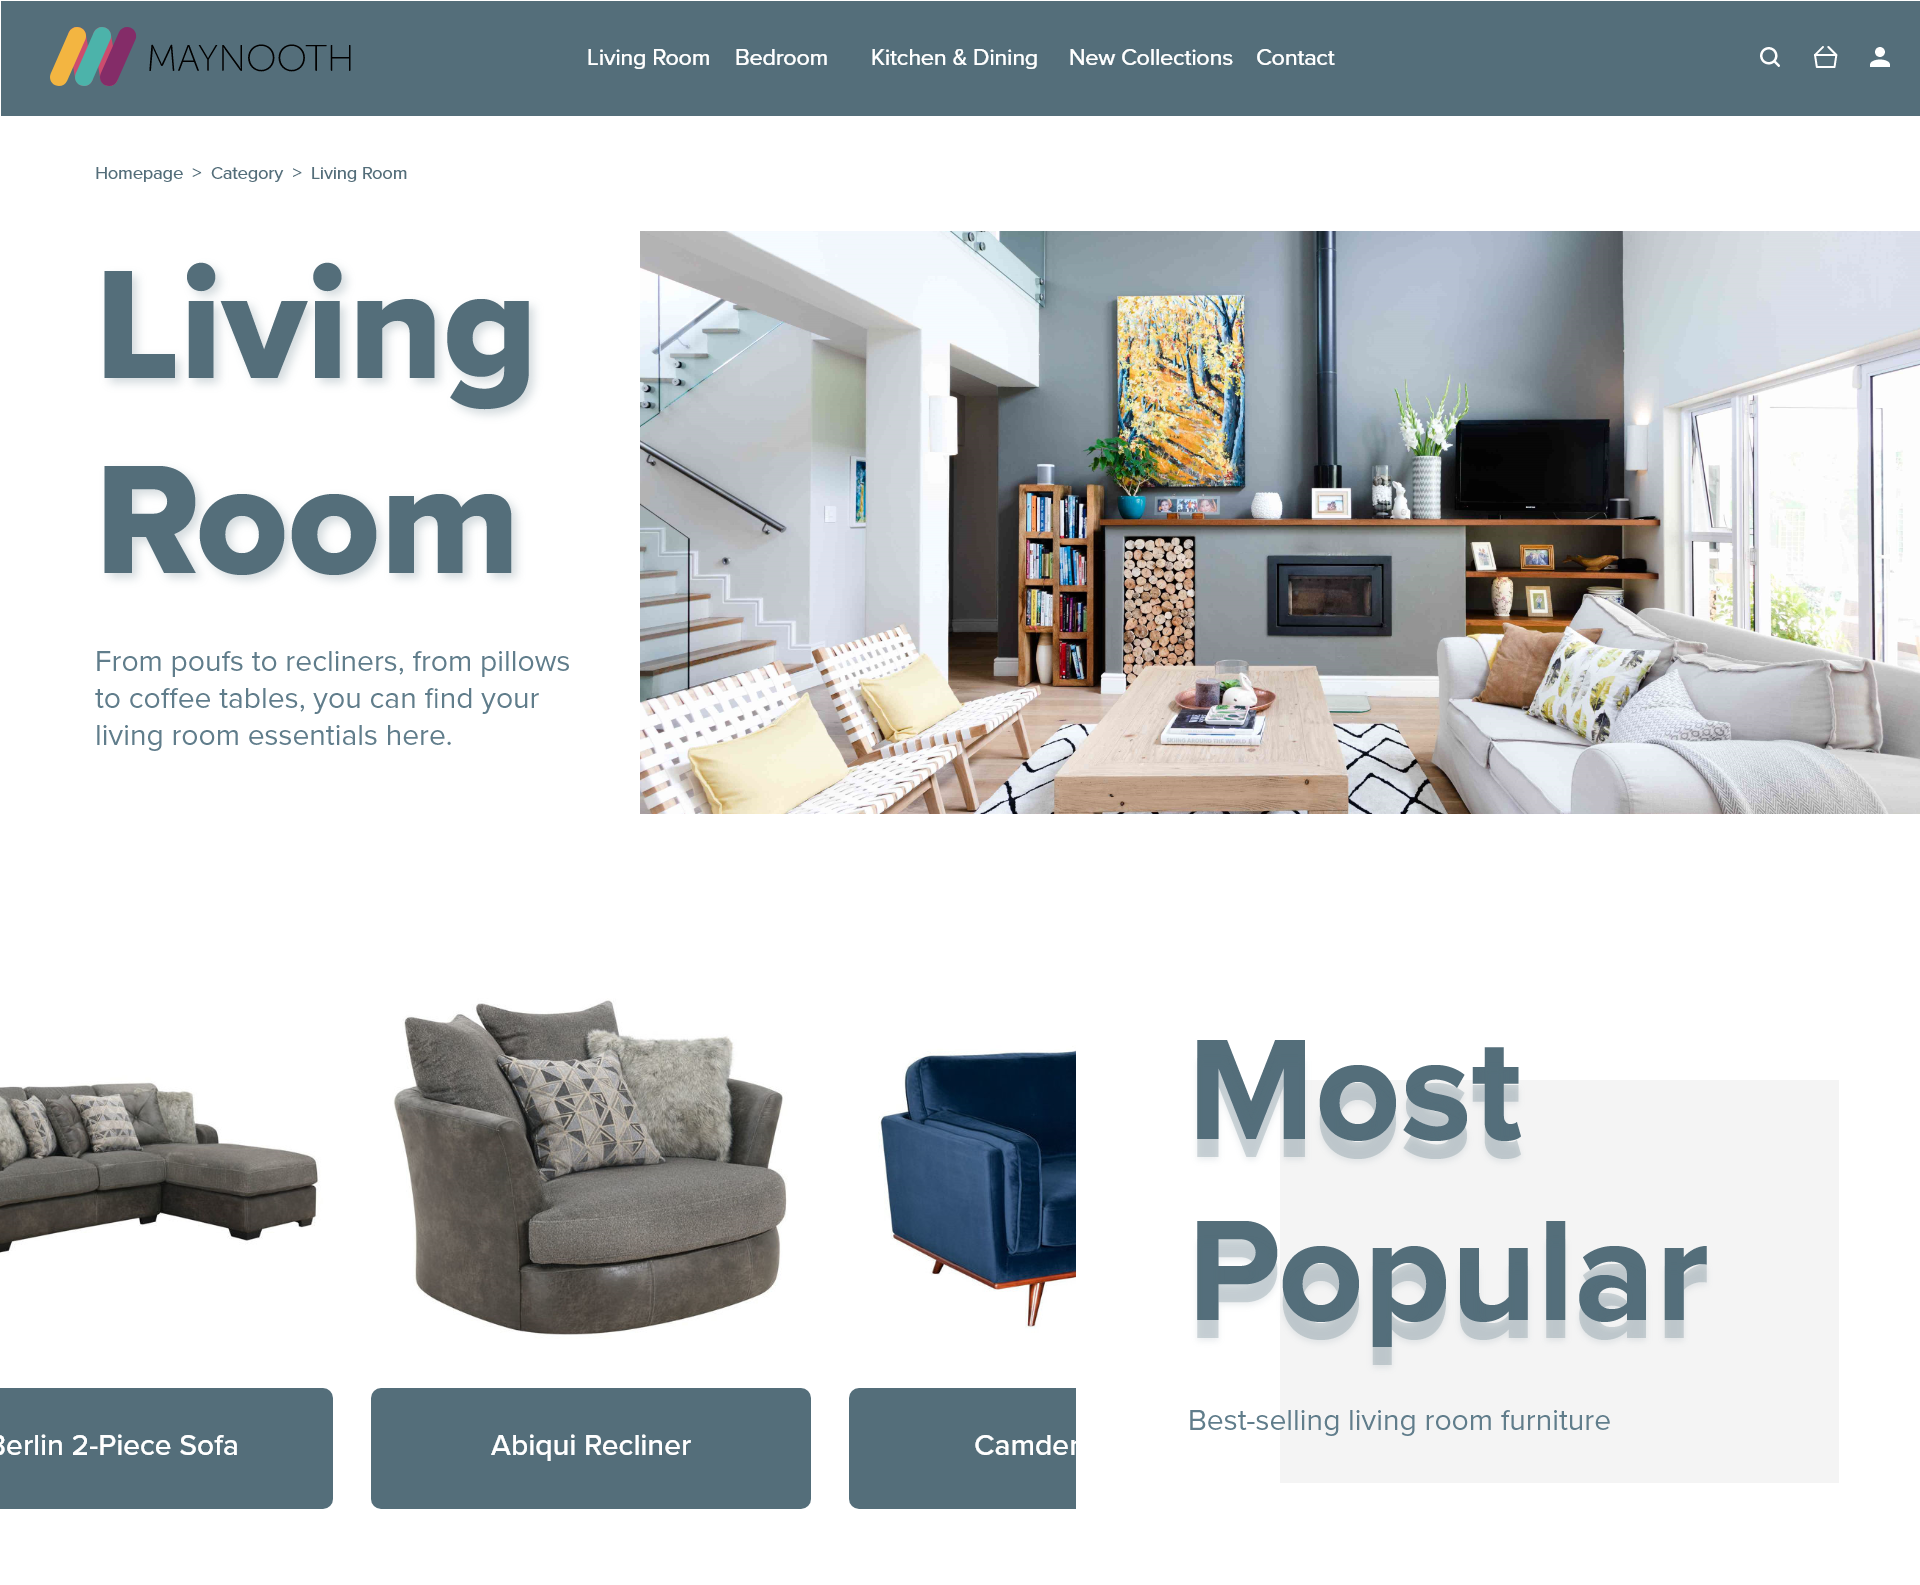 MAYNOOTH
Living Room Bedroom Kitchen & Dining New Collections Contact
Homepage > Category > Living Room
Living
Room
From poufs to recliners, from pillows
to coffee tables, you can find your
living room essentials here.
Most
Popular
Best-selling living room furniture
Berlin 2-Piece Sofa
Abiqui Recliner
Camden